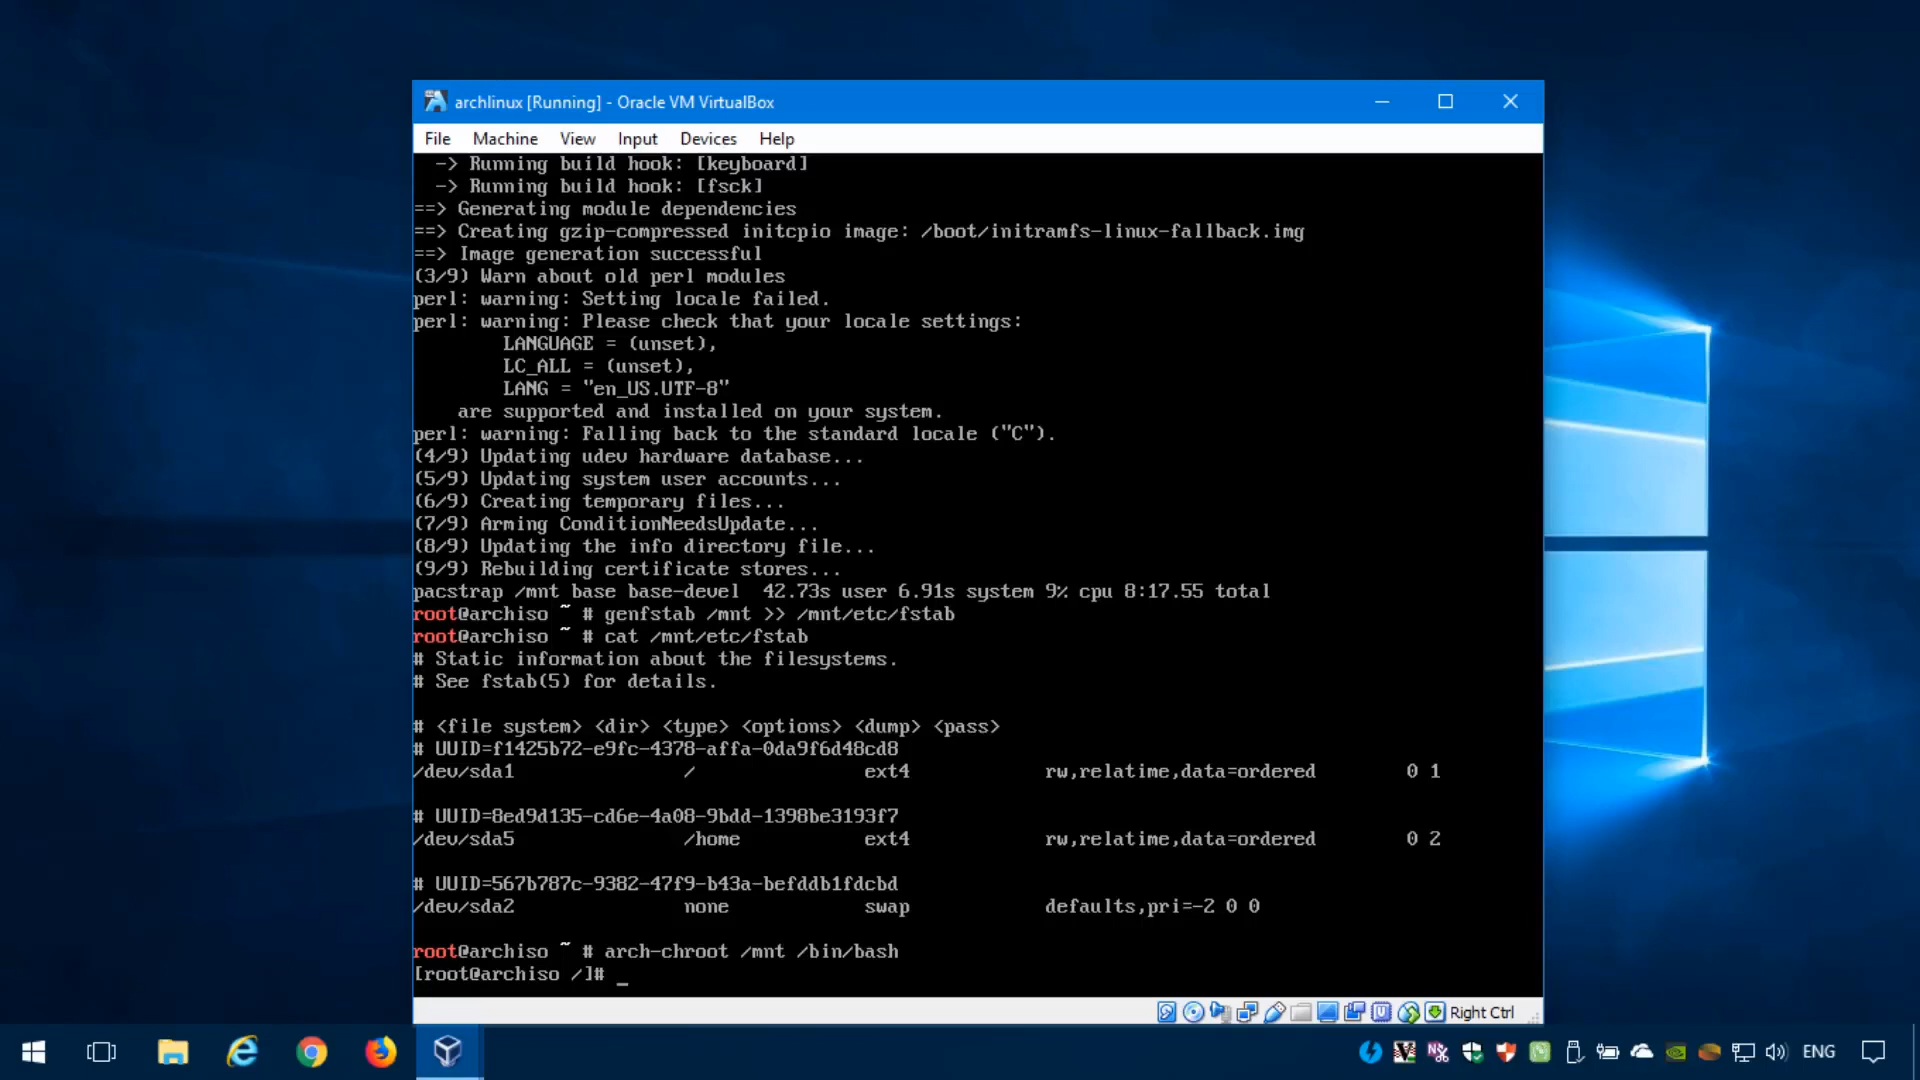 archlinux [Running] - Oracle VM VirtualBox
File Machine View Input Devices Help
-> Running build hook: [keyboard]
-> Running build hook: [fsck]
==> Generating module dependencies
==> Creating gzip-compressed initcpio image: /boot/initramfs-linux-fallback.img
==> Image generation successful
(3/9) Warn about old perl modules
perl: warning: Setting locale failed.
perl: warning: Please check that your locale settings:
LANGUAGE = (unset),
LC_ALL = (unset),
LANG = "en_US.UTF-8"
are supported and installed on your system.
perl: warning: Falling back to the standard locale ("C").
(4/9) Updating udev hardware database...
(5/9) Updating system user accounts...
(6/9) Creating temporary files...
(7/9) Arming ConditionNeedsUpdate...
(8/9) Updating the info directory file...
(9/9) Rebuilding certificate stores...
pacstrap /mnt base base-devel 42.73s user 6.91s system 9% cpu 8:17.55 total
root@archiso ~ # genfstab /mnt >> /mnt/etc/fstab
root@archiso ~ # cat /mnt/etc/fstab
# Static information about the filesystems.
# See fstab(5) for details.
# <file system> <dir> <type> <options> <dump> <pass>
# UUID=f1425b72-e9fc-4378-affa-0da9f6d48cd8
/dev/sda1 / ext4 rw,relatime,data=ordered 0 1
# UUID=8ed9d135-cd6e-4a08-9bdd-1398be3193f7
/dev/sda5 /home ext4 rw,relatime,data=ordered 0 2
# UUID=567b787c-9382-47f9-b43a-befddb1fdcbd
/dev/sda2 none swap defaults,pri=-2 0 0
root@archiso ~ # arch-chroot /mnt /bin/bash
[root@archiso /]# _
Right Ctrl
ENG